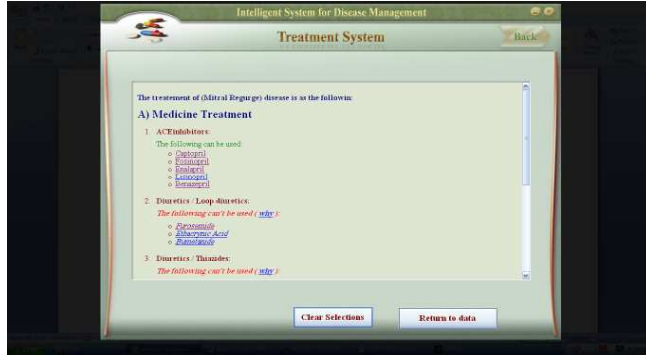 Intelligent System for Disease Management
Treatment System
Back
The treatement of (Mitral Regurge) disease is as the followin:
A) Medicine Treatment
1. ACEinhibitors:
The following can be used:
Captopril
Fosinopril
Enalapril
Lisinopril
Benazepril
2. Diuretics / Loop diuretics:
The following can't be used ( why ):
Furosemide
Ethacrynic Acid
Bumetanide
3. Diuretics / Thiazides:
The following can't be used ( why ):
Clear Selections
Return to data